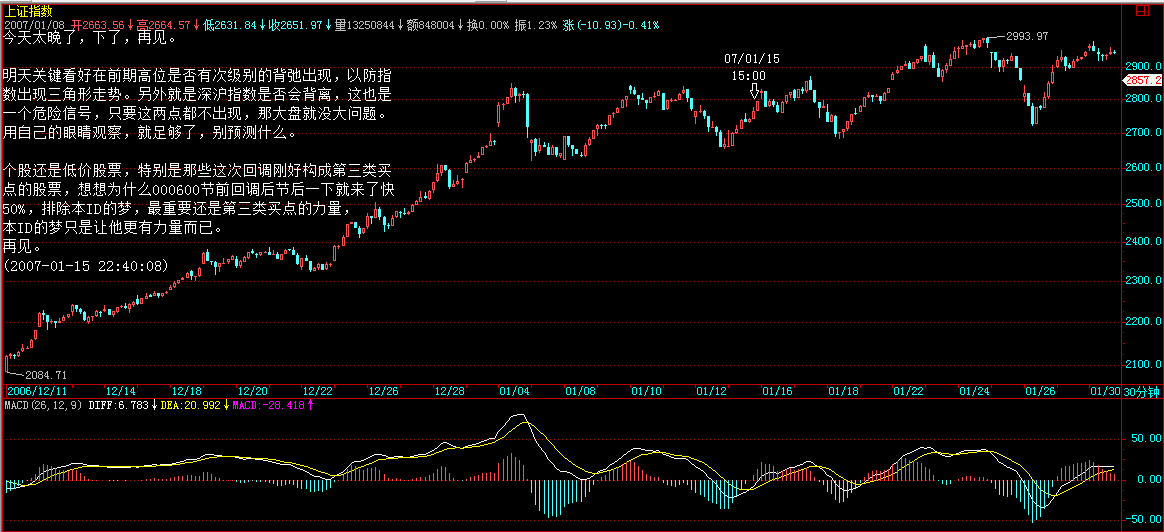 上证指数
2007/01/08 开2663.56↓高2664.57↓低2631.84↓收2651.97↓量13250844↓额848004↓换0.00% 振1.23% 涨(-10.93)-0.41%
今天太晚了，下了，再见。
明天关键看好在前期高位是否有次级别的背弛出现，以防指
数出现三角形走势。另外就是深沪指数是否会背离，这也是
一个危险信号，只要这两点都不出现，那大盘就没大问题。
用自己的眼睛观察，就足够了，别预测什么。
个股还是低价股票，特别是那些这次回调刚好构成第三类买
点的股票，想想为什么000600节前回调后节后一下就来了快
50%，排除本ID的梦，最重要还是第三类买点的力量，
本ID的梦只是让他更有力量而已。
再见。
(2007-01-15 22:40:08)
07/01/15
15:00
2993.97
2084.71
2900.0
2857.2
2800.0
2700.0
2600.0
2500.0
2400.0
2300.0
2200.0
2100.0
2006/12/11 12/14 12/18 12/20 12/22 12/26 12/28 01/04 01/08 01/10 01/12 01/16 01/18 01/22 01/24 01/26 01/30 30分钟
MACD(26,12,9) DIFF:6.783↓DEA:20.992↓MACD:-28.418↑
50.00
0.00
-50.00